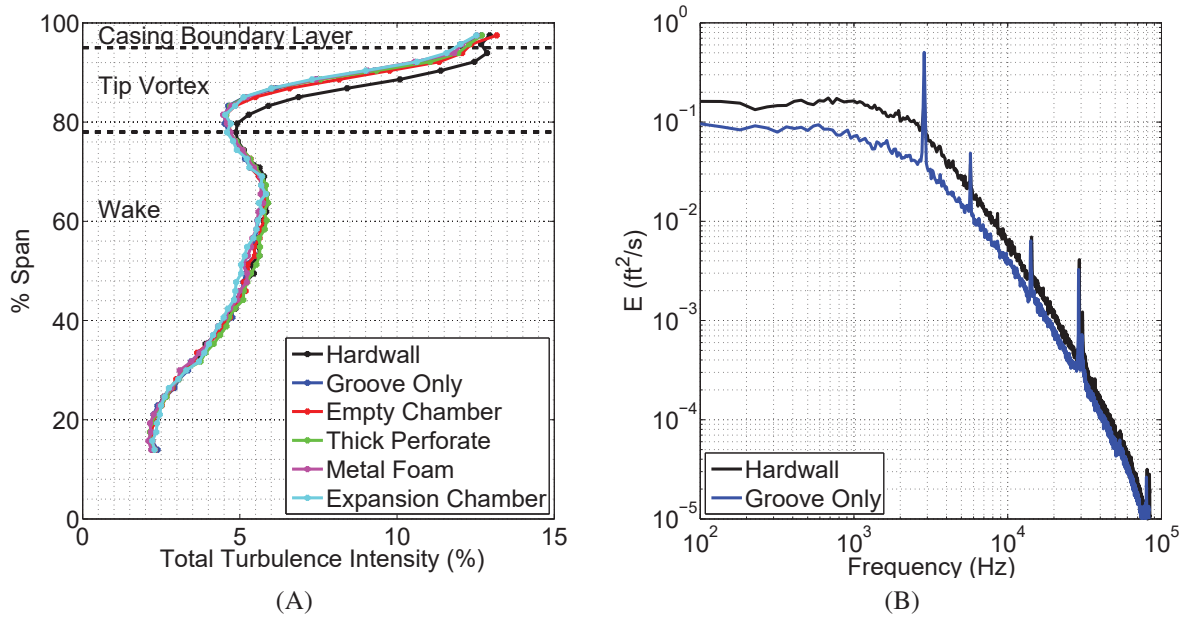 100
80
60
40
20
0
% Span
Casing Boundary Layer
Tip Vortex
Wake
Hardwall
Groove Only
Empty Chamber
Thick Perforate
Metal Foam
Expansion Chamber
0 5 10 15
Total Turbulence Intensity (%)
(A)
10^0
10^-1
10^-2
10^-3
10^-4
10^-5
E (ft^2/s)
Hardwall
Groove Only
10^2 10^3 10^4 10^5
Frequency (Hz)
(B)